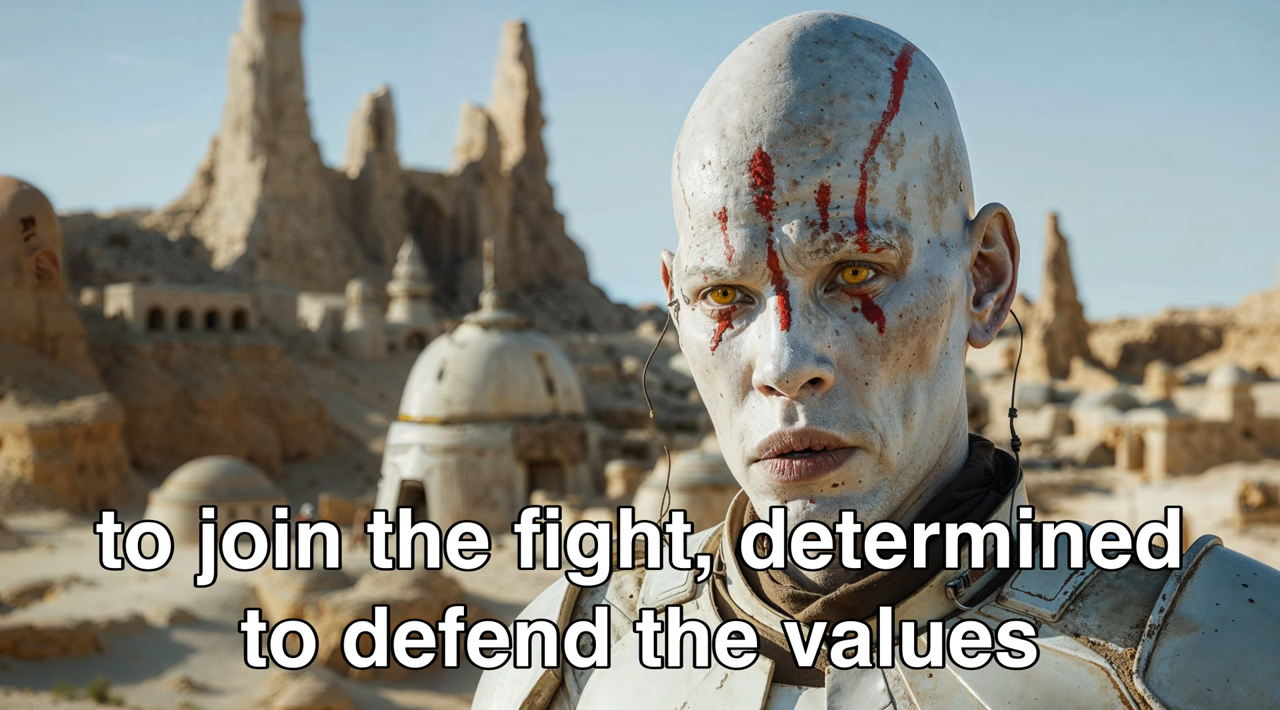 to join the fight, determined
to defend the values